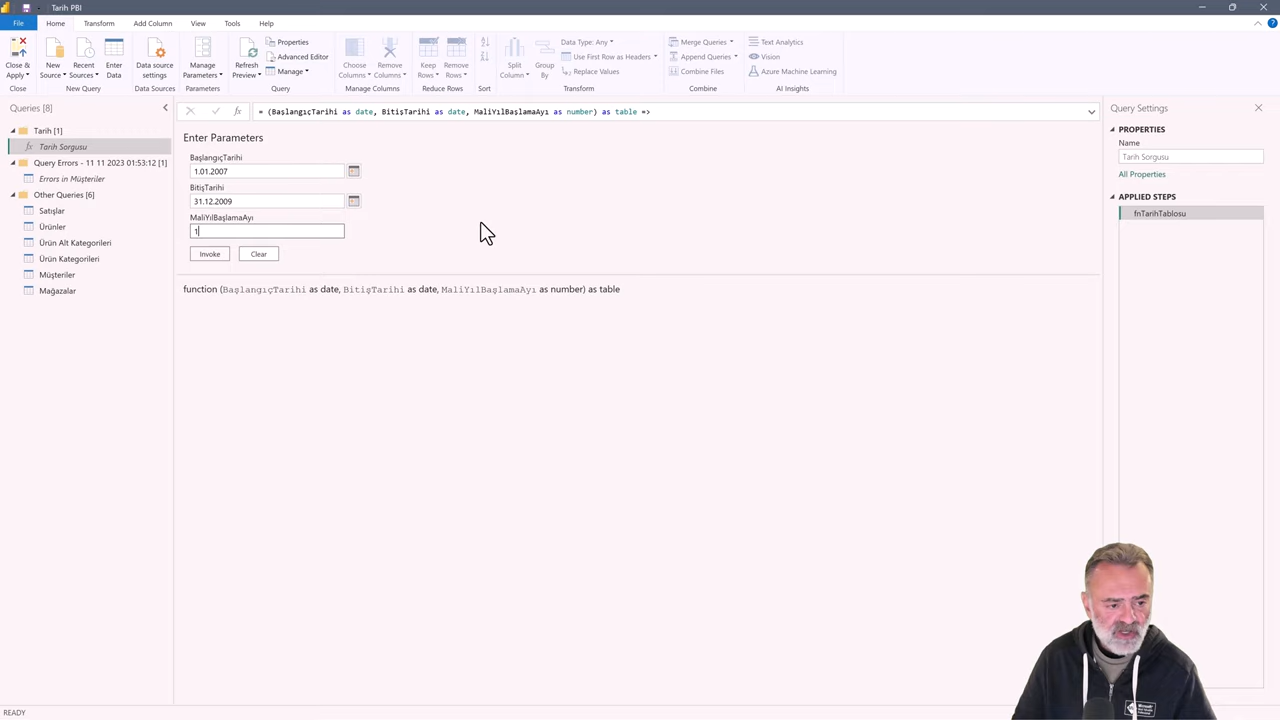 Tarih PBI
File Home Transform Add Column View Tools Help
Close & Apply
New Source
Recent Sources
Enter Data
Data source settings
Manage Parameters
Refresh Preview
Properties
Advanced Editor
Manage
Choose Columns
Remove Columns
Keep Rows
Remove Rows
Split Column
Group By
Data Type: Any
Use First Row as Headers
Replace Values
Merge Queries
Append Queries
Combine Files
Text Analytics
Vision
Azure Machine Learning
Close New Query Data Sources Parameters Query Manage Columns Reduce Rows Sort Transform Combine AI Insights
Queries [8]
Tarih [1]
Tarih Sorgusu
Query Errors - 11 11 2023 01:53:12 [1]
Errors in Müşteriler
Other Queries [6]
Satışlar
Ürünler
Ürün Alt Kategorileri
Ürün Kategorileri
Müşteriler
Mağazalar
fx = (BaşlangıçTarihi as date, BitişTarihi as date, MaliYılBaşlamaAyı as number) as table =>
Enter Parameters
BaşlangıçTarihi
1.01.2007
BitişTarihi
31.12.2009
MaliYılBaşlamaAyı
1
Invoke Clear
function (BaşlangıçTarihi as date, BitişTarihi as date, MaliYılBaşlamaAyı as number) as table
Query Settings
PROPERTIES
Name
Tarih Sorgusu
All Properties
APPLIED STEPS
fnTarihTablosu
READY